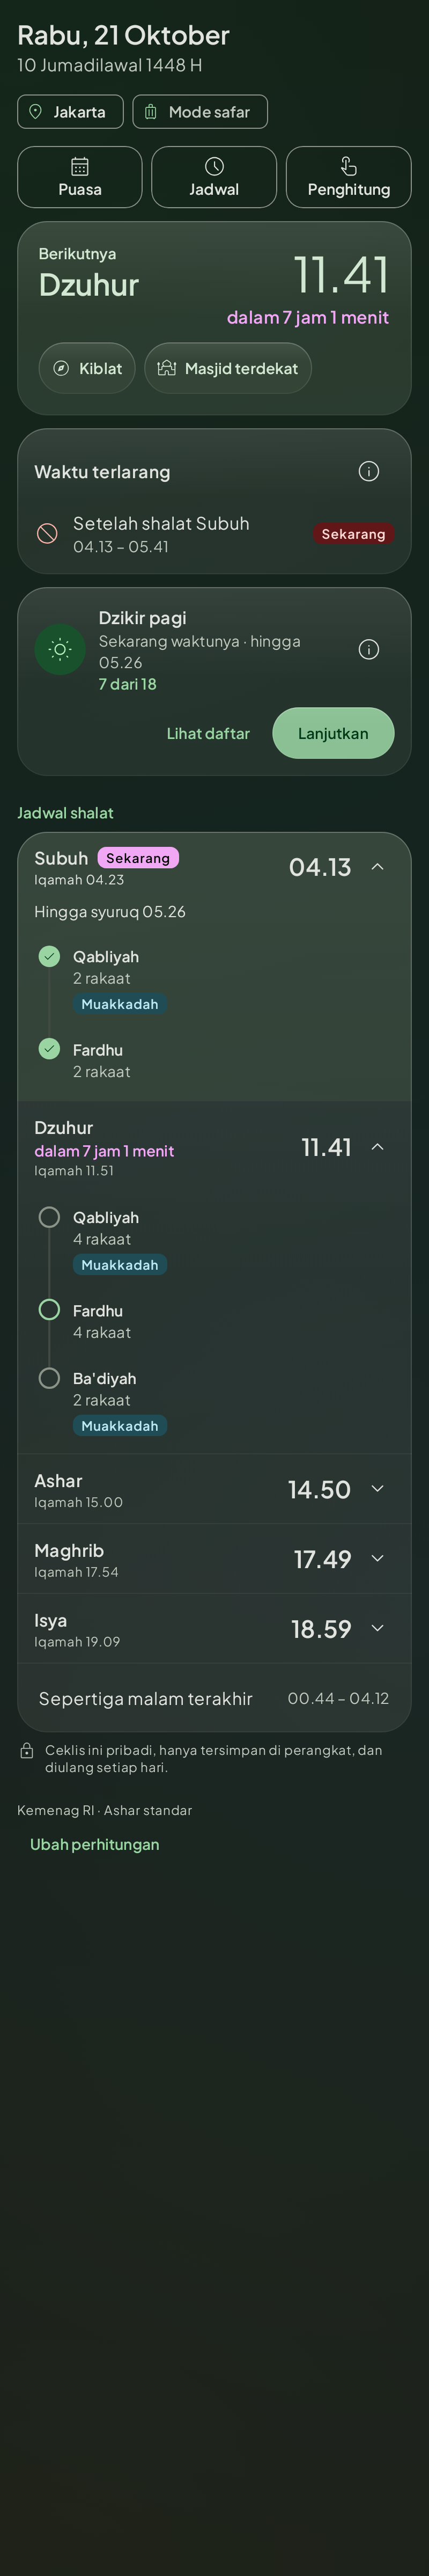 Rabu, 21 Oktober
10 Jumadilawal 1448 H
Jakarta
Mode safar
Puasa
Jadwal
Penghitung
Berikutnya
Dzuhur
11.41
dalam 7 jam 1 menit
Kiblat
Masjid terdekat
Waktu terlarang
Setelah shalat Subuh
04.13 – 05.41
Sekarang
Dzikir pagi
Sekarang waktunya · hingga
05.26
7 dari 18
Lihat daftar
Lanjutkan
Jadwal shalat
Subuh
Sekarang
Iqamah 04.23
04.13
Hingga syuruq 05.26
Qabliyah
2 rakaat
Muakkadah
Fardhu
2 rakaat
Dzuhur
dalam 7 jam 1 menit
Iqamah 11.51
11.41
Qabliyah
4 rakaat
Muakkadah
Fardhu
4 rakaat
Ba'diyah
2 rakaat
Muakkadah
Ashar
Iqamah 15.00
14.50
Maghrib
Iqamah 17.54
17.49
Isya
Iqamah 19.09
18.59
Sepertiga malam terakhir
00.44 – 04.12
Ceklis ini pribadi, hanya tersimpan di perangkat, dan
diulang setiap hari.
Kemenag RI · Ashar standar
Ubah perhitungan